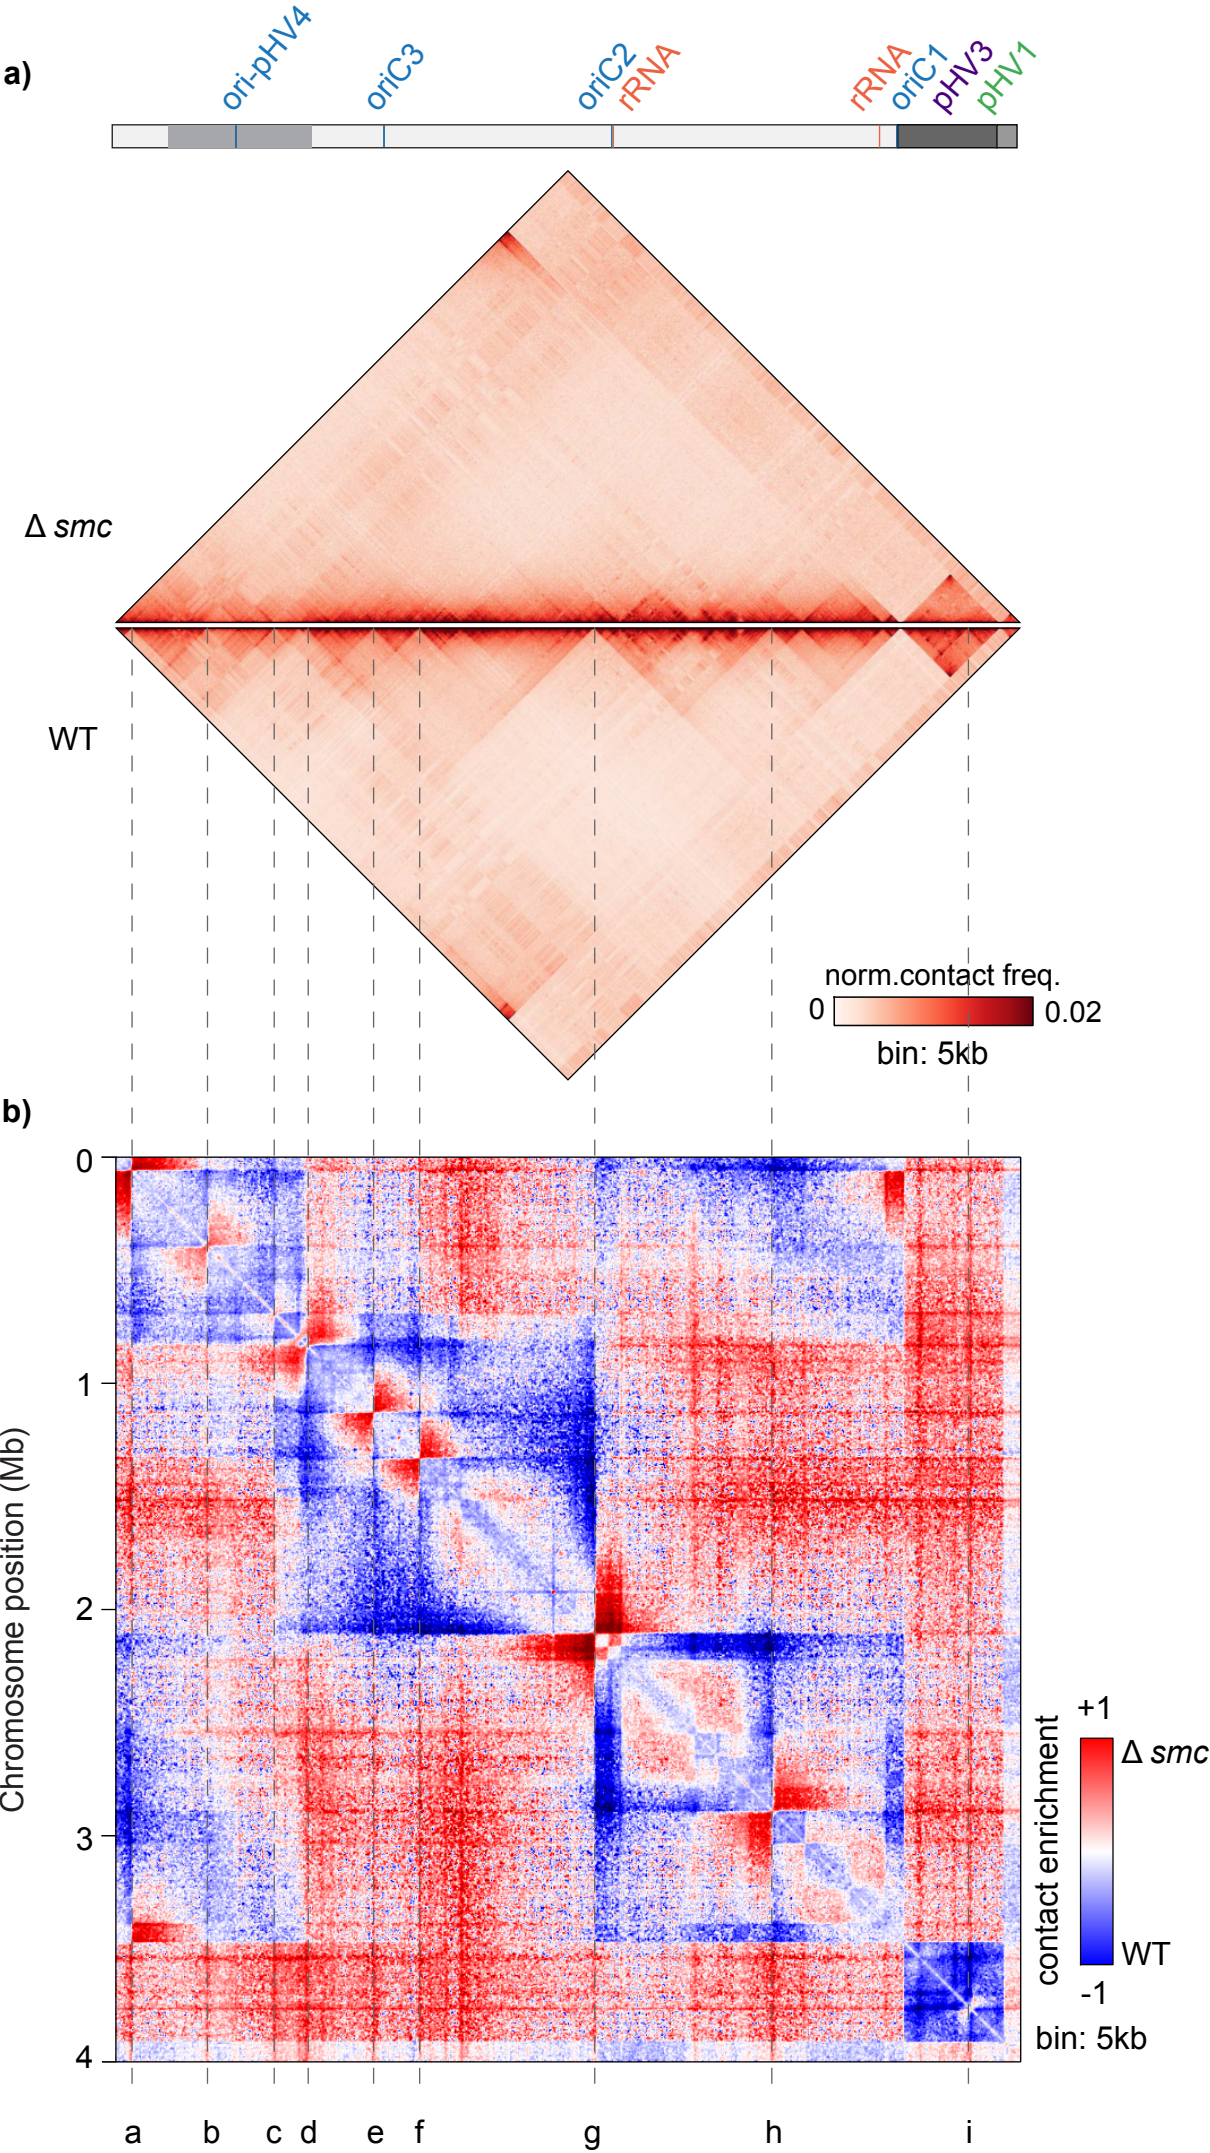 a)
ori-pHV4
oriC3
oriC2
rRNA
rRNA
oriC1
pHV3
pHV1
Δ smc
WT
norm.contact freq.
0
0.02
bin: 5kb
b)
0
1
2
3
4
Chromosome position (Mb)
+1
Δ smc
contact enrichment
WT
-1
bin: 5kb
a b c d e f g h i